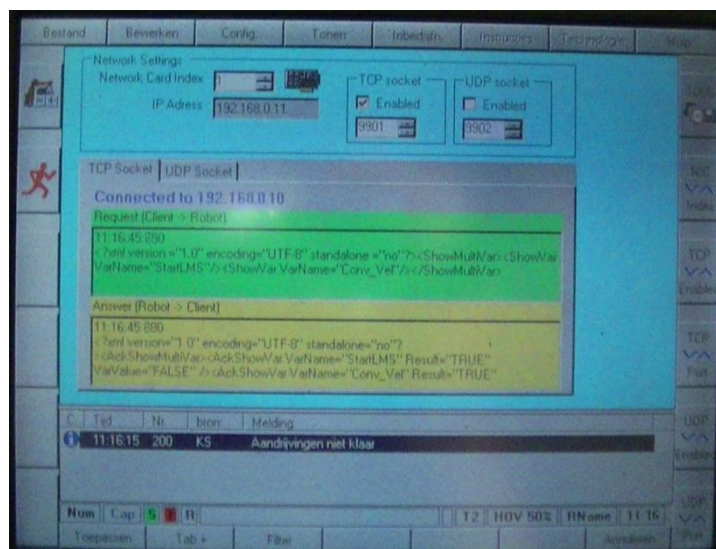 Bestand Bewerken Config. Tonen Inbedrijfn. Instructies Technologie Help
Network Settings
Network Card Index 1
IP Adress 192.168.0.11
TCP socket
Enabled
9901
UDP socket
Enabled
9902
TCP Socket UDP Socket
Connected to 192.168.0.10
Request (Client -> Robot)
11:16:45:280
<?xml version ="1.0" encoding="UTF-8" standalone ="no"?><ShowMultiVar><ShowVar
VarName="StartLMS"/><ShowVar VarName="Conv_Vel"/></ShowMultiVar>
Answer (Robot -> Client)
11:16:45:880
<?xml version="1.0" encoding="UTF-8" standalone="no"?
><AckShowMultiVar><AckShowVar VarName="StartLMS" Result="TRUE"
VarValue="FALSE" /><AckShowVar VarName="Conv_Vel" Result="TRUE"
NIC
Index
TCP
Enable
TCP
Port
UDP
Enable
UDP
Port
C.. Tijd Nr. bron: Melding
11:16:15 200 KS Aandrijvingen niet klaar
Num Cap S I R T2 HOV 50% RName 11:16
Toepassen Tab + Filter Annuleren